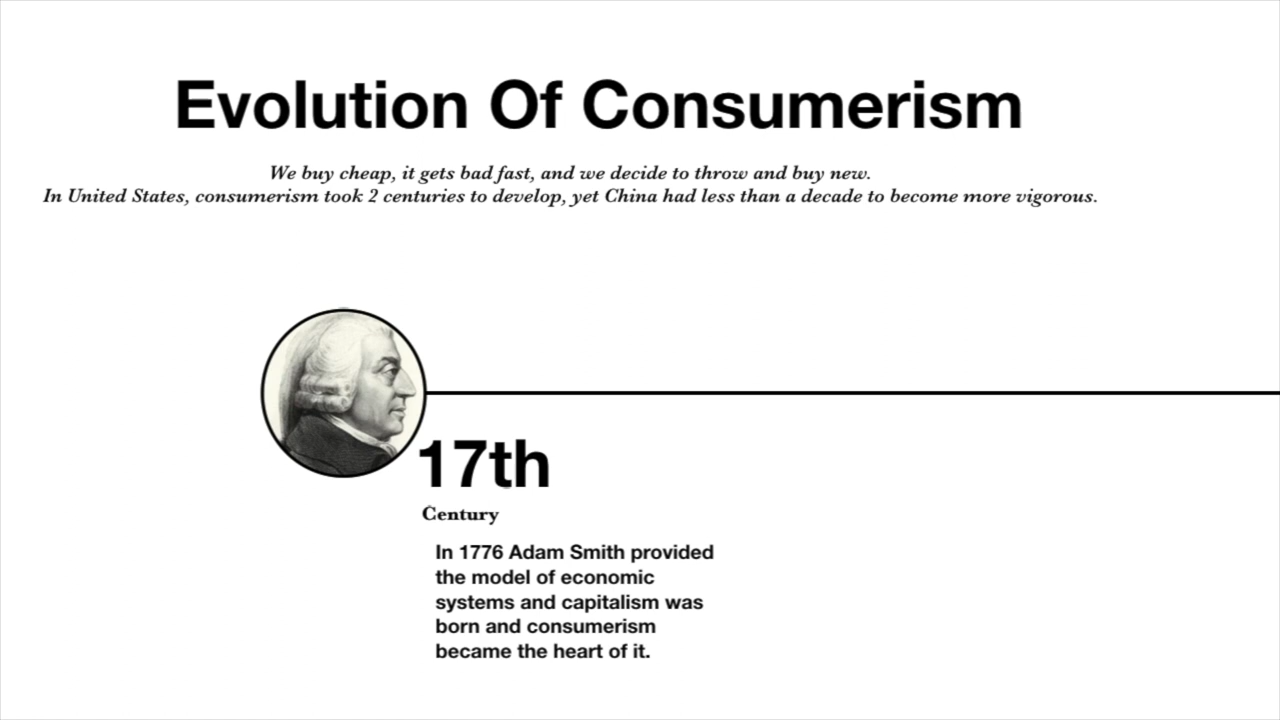 Evolution Of Consumerism
We buy cheap, it gets bad fast, and we decide to throw and buy new.
In United States, consumerism took 2 centuries to develop, yet China had less than a decade to become more vigorous.
17th
Century
In 1776 Adam Smith provided
the model of economic
systems and capitalism was
born and consumerism
became the heart of it.